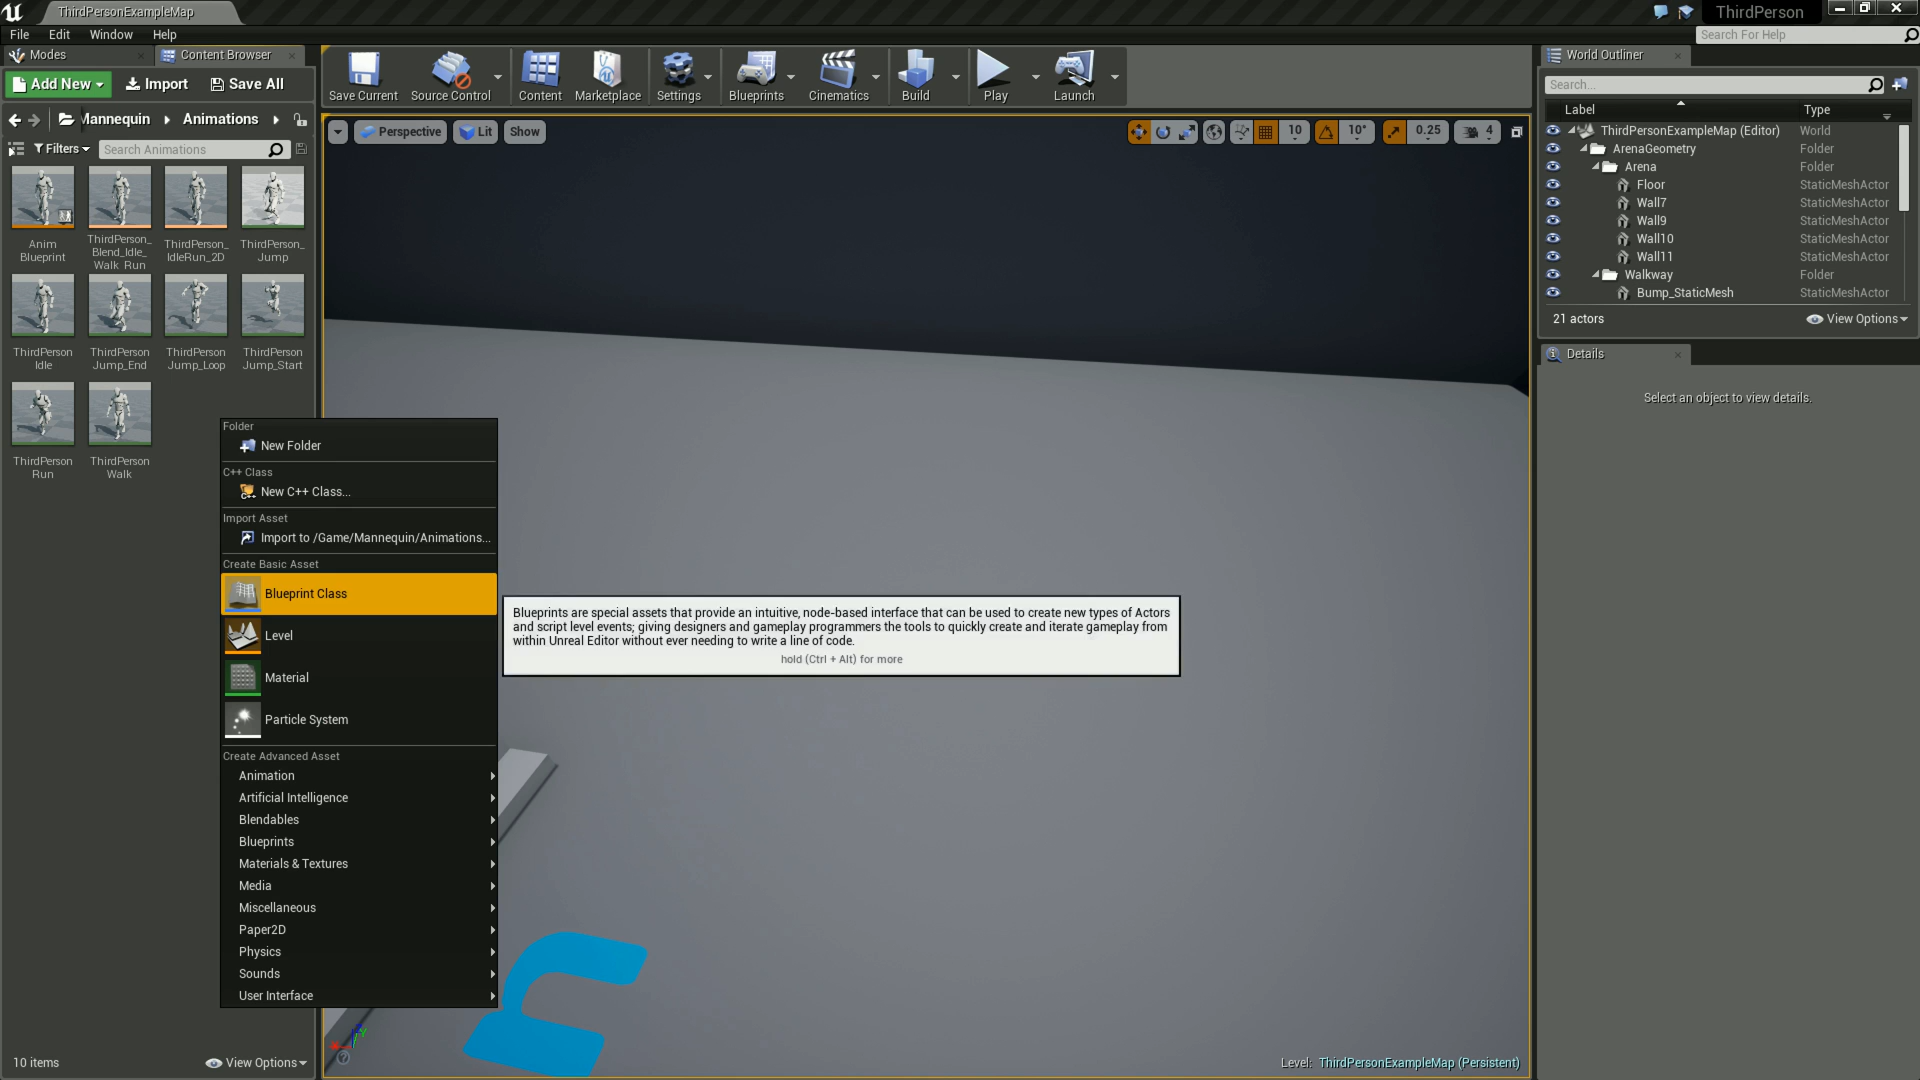 ThirdPersonExampleMap
ThirdPerson
File Edit Window Help
Search For Help
Modes
Content Browser
Add New
Import
Save All
Mannequin
Animations
Filters
Search Animations
Anim
Blueprint
ThirdPerson_
Blend_Idle_
Walk_Run
ThirdPerson_
IdleRun_2D
ThirdPerson_
Jump
ThirdPerson
Idle
ThirdPerson
Jump_End
ThirdPerson
Jump_Loop
ThirdPerson
Jump_Start
ThirdPerson
Run
ThirdPerson
Walk
10 items
View Options
Save Current
Source Control
Content
Marketplace
Settings
Blueprints
Cinematics
Build
Play
Launch
Perspective
Lit
Show
10
10°
0.25
4
Folder
New Folder
C++ Class
New C++ Class...
Import Asset
Import to /Game/Mannequin/Animations...
Create Basic Asset
Blueprint Class
Level
Material
Particle System
Create Advanced Asset
Animation
Artificial Intelligence
Blendables
Blueprints
Materials & Textures
Media
Miscellaneous
Paper2D
Physics
Sounds
User Interface
Blueprints are special assets that provide an intuitive, node-based interface that can be used to create new types of Actors
and script level events; giving designers and gameplay programmers the tools to quickly create and iterate gameplay from
within Unreal Editor without ever needing to write a line of code.
hold (Ctrl + Alt) for more
Level: ThirdPersonExampleMap (Persistent)
World Outliner
Search...
Label Type
ThirdPersonExampleMap (Editor) World
ArenaGeometry Folder
Arena Folder
Floor StaticMeshActor
Wall7 StaticMeshActor
Wall9 StaticMeshActor
Wall10 StaticMeshActor
Wall11 StaticMeshActor
Walkway Folder
Bump_StaticMesh StaticMeshActor
21 actors
View Options
Details
Select an object to view details.